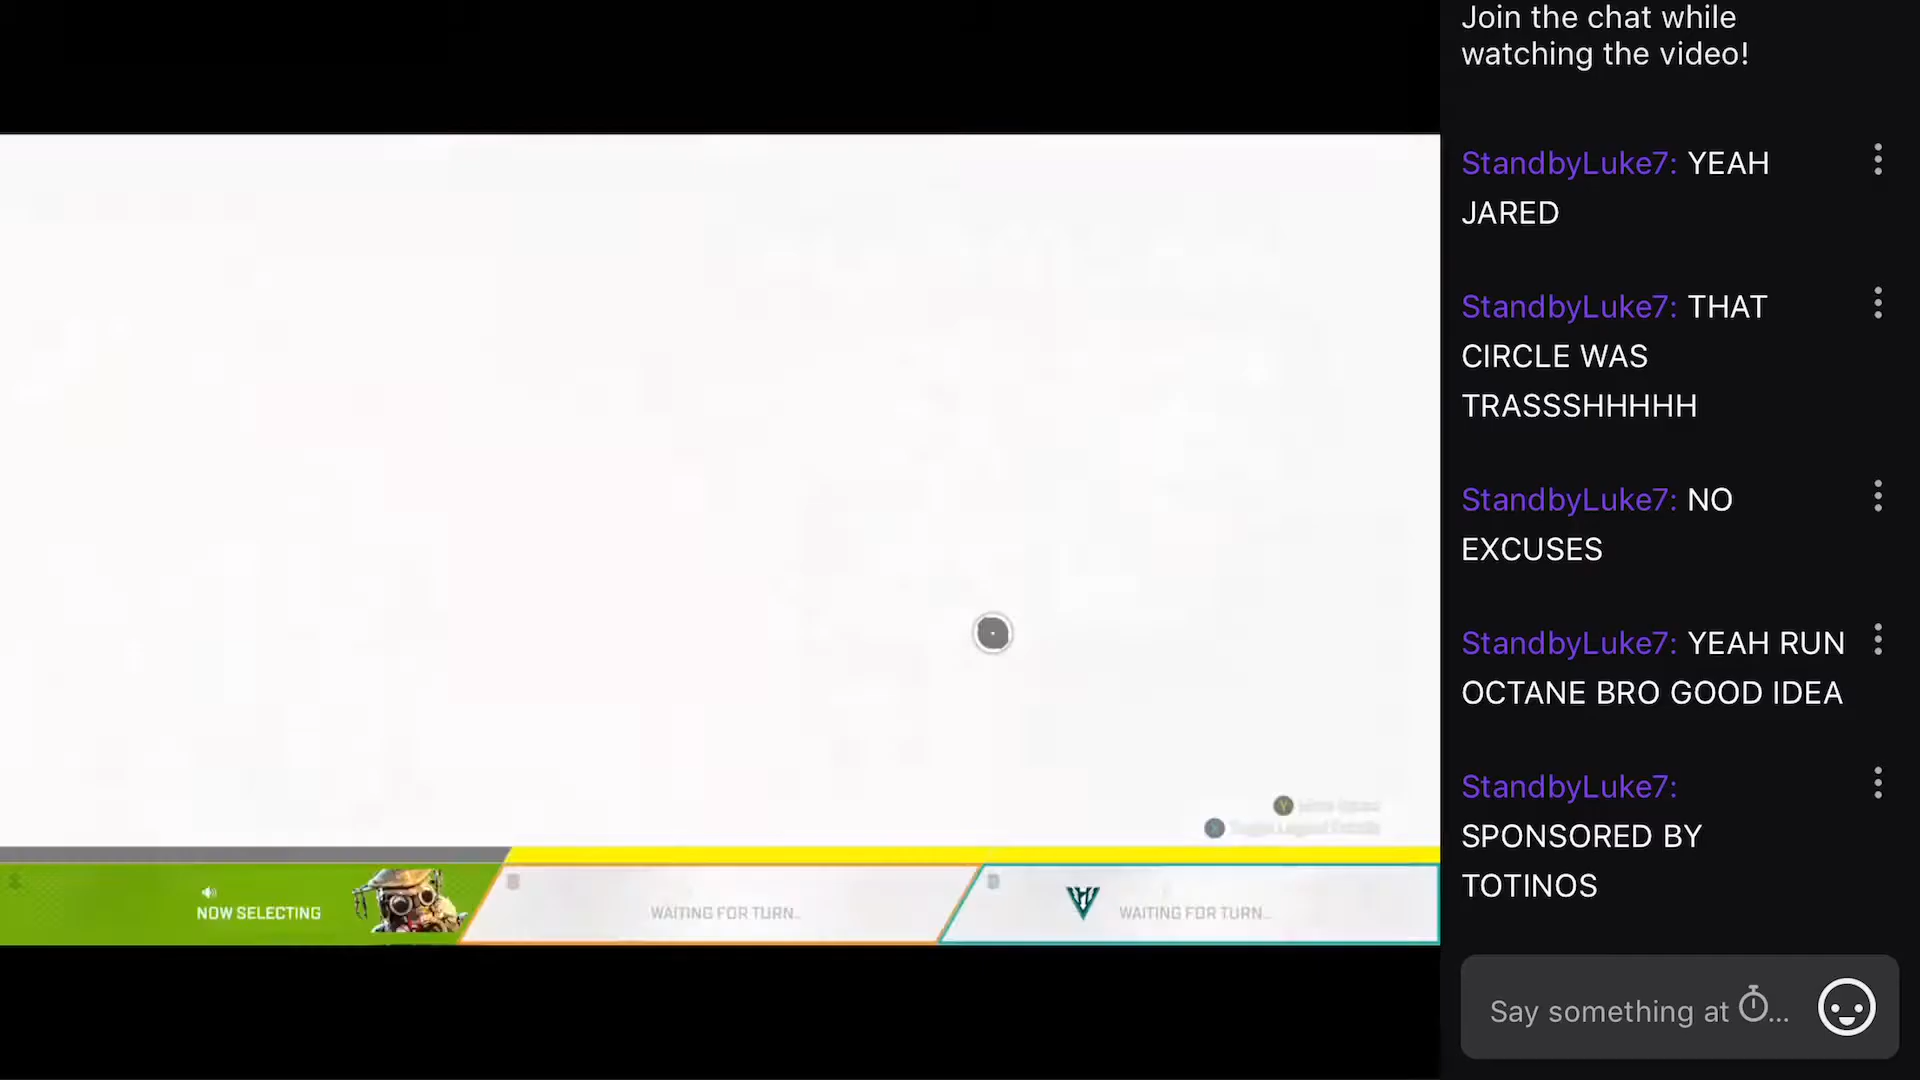 Join the chat while
watching the video!
StandbyLuke7: YEAH
JARED
StandbyLuke7: THAT
CIRCLE WAS
TRASSSHHHHH
StandbyLuke7: NO
EXCUSES
StandbyLuke7: YEAH RUN
OCTANE BRO GOOD IDEA
StandbyLuke7:
SPONSORED BY
TOTINOS
Say something at ...
Y
X
NOW SELECTING
WAITING FOR TURN...
WAITING FOR TURN...